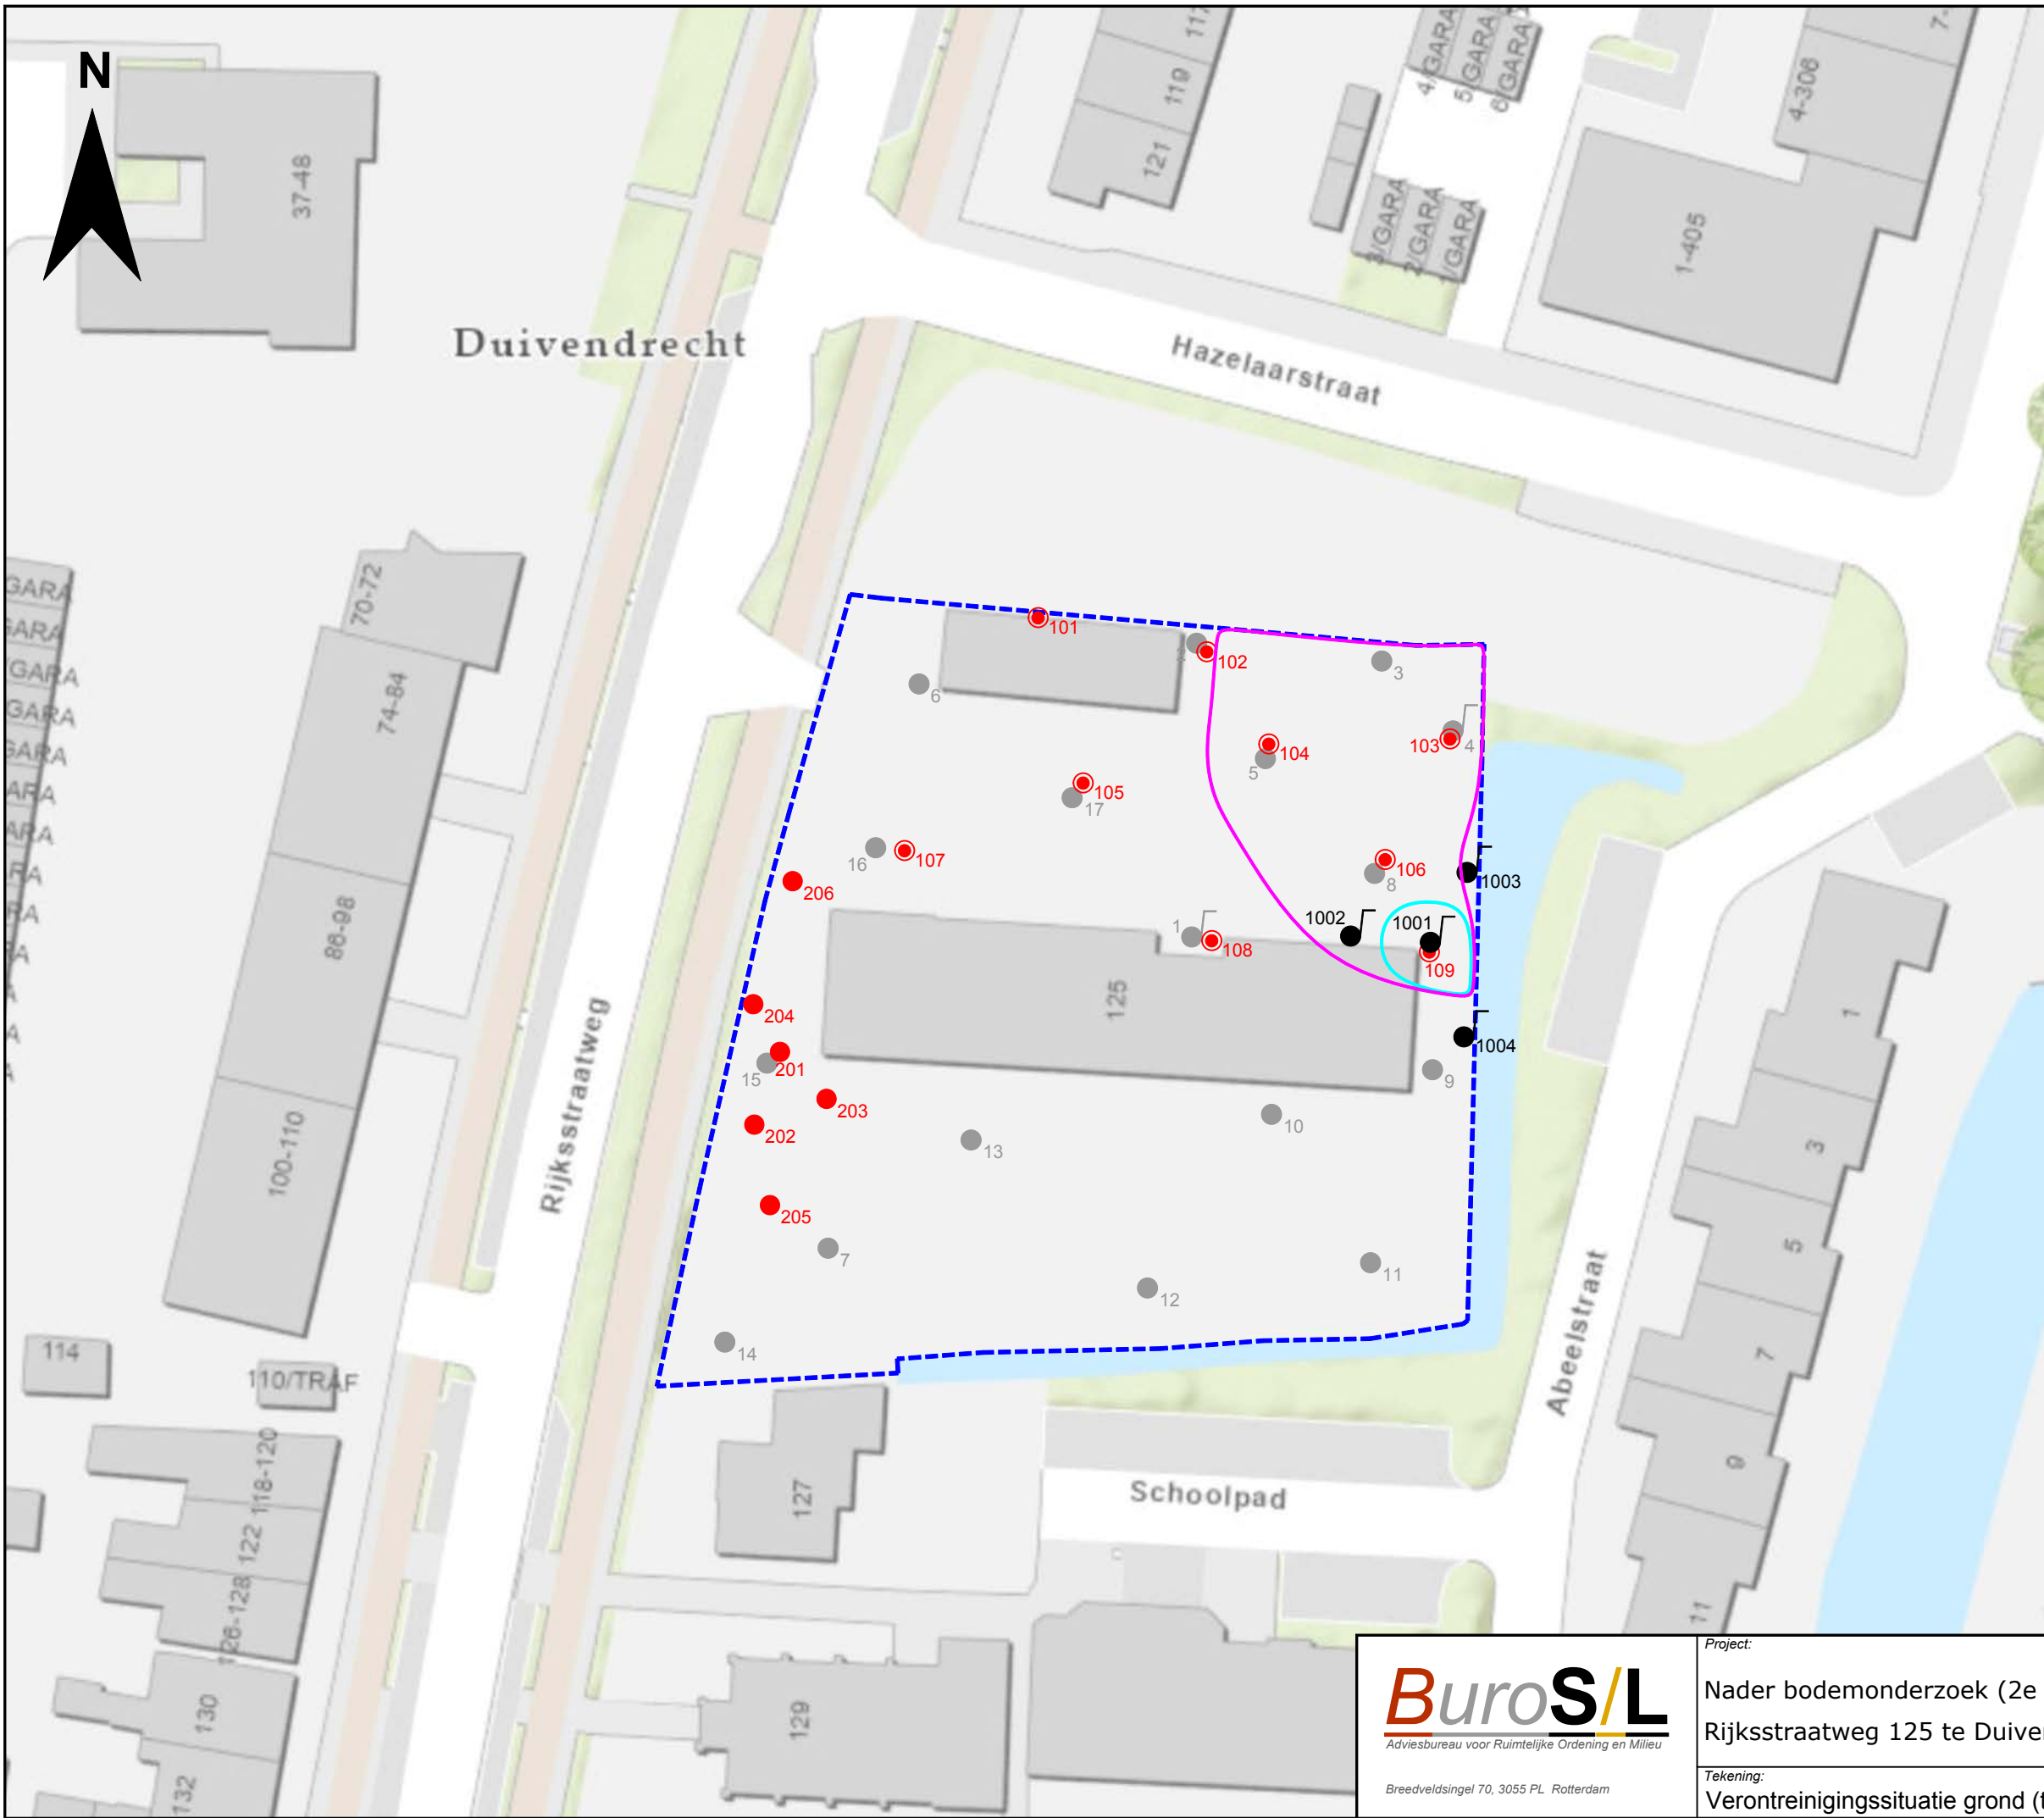 N
37-48
Duivendrecht
117
119
121
4/GARA
5/GARA
6/GARA
3/GARA
2/GARA
1/GARA
4-306
1-405
Hazelaarstraat
GARA
GARA
GARA
GARA
GARA
70-72
74-84
86-98
100-110
Rijksstraatweg
101
102
3
6
103
4
104
5
105
17
16
107
206
106
8
1003
1002
1001
1
108
109
125
204
1004
15
201
9
203
202
10
13
205
7
11
12
14
114
110/TRAF
118-120
122
126-128
130
132
127
129
Schoolpad
Abeelstraat
1
3
5
7
9
11
BuroS/L
Adviesbureau voor Ruimtelijke Ordening en Milieu
Breedveldsingel 70, 3055 PL Rotterdam
Project:
Nader bodemonderzoek (2e
Rijksstraatweg 125 te
Tekening:
Verontreinigingssituatie grond